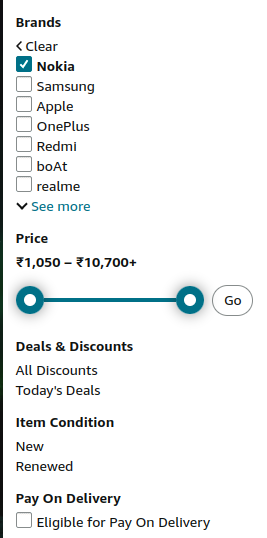 Brands
Clear
Nokia
Samsung
Apple
OnePlus
Redmi
boAt
realme
See more
Price
₹1,050 – ₹10,700+
Go
Deals & Discounts
All Discounts
Today's Deals
Item Condition
New
Renewed
Pay On Delivery
Eligible for Pay On Delivery